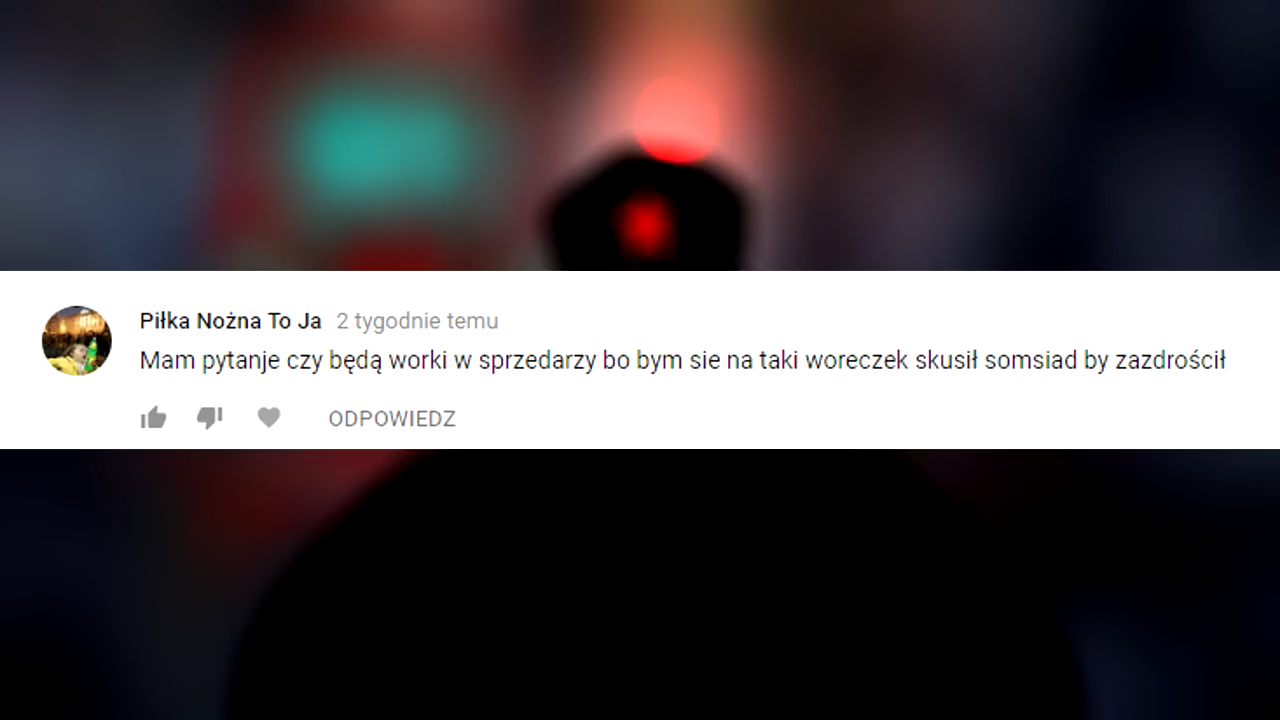 Piłka Nożna To Ja 2 tygodnie temu
Mam pytanje czy będą worki w sprzedarzy bo bym sie na taki woreczek skusił somsiad by zazdrościł
ODPOWIEDZ